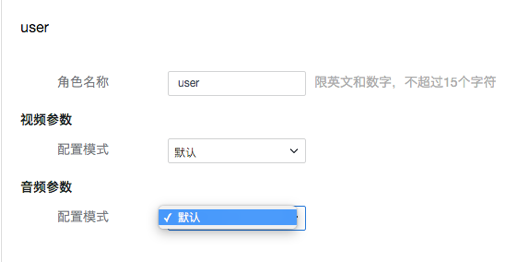 user
角色名称 user 限英文和数字，不超过15个字符
视频参数
配置模式 默认
音频参数
配置模式 ✓ 默认